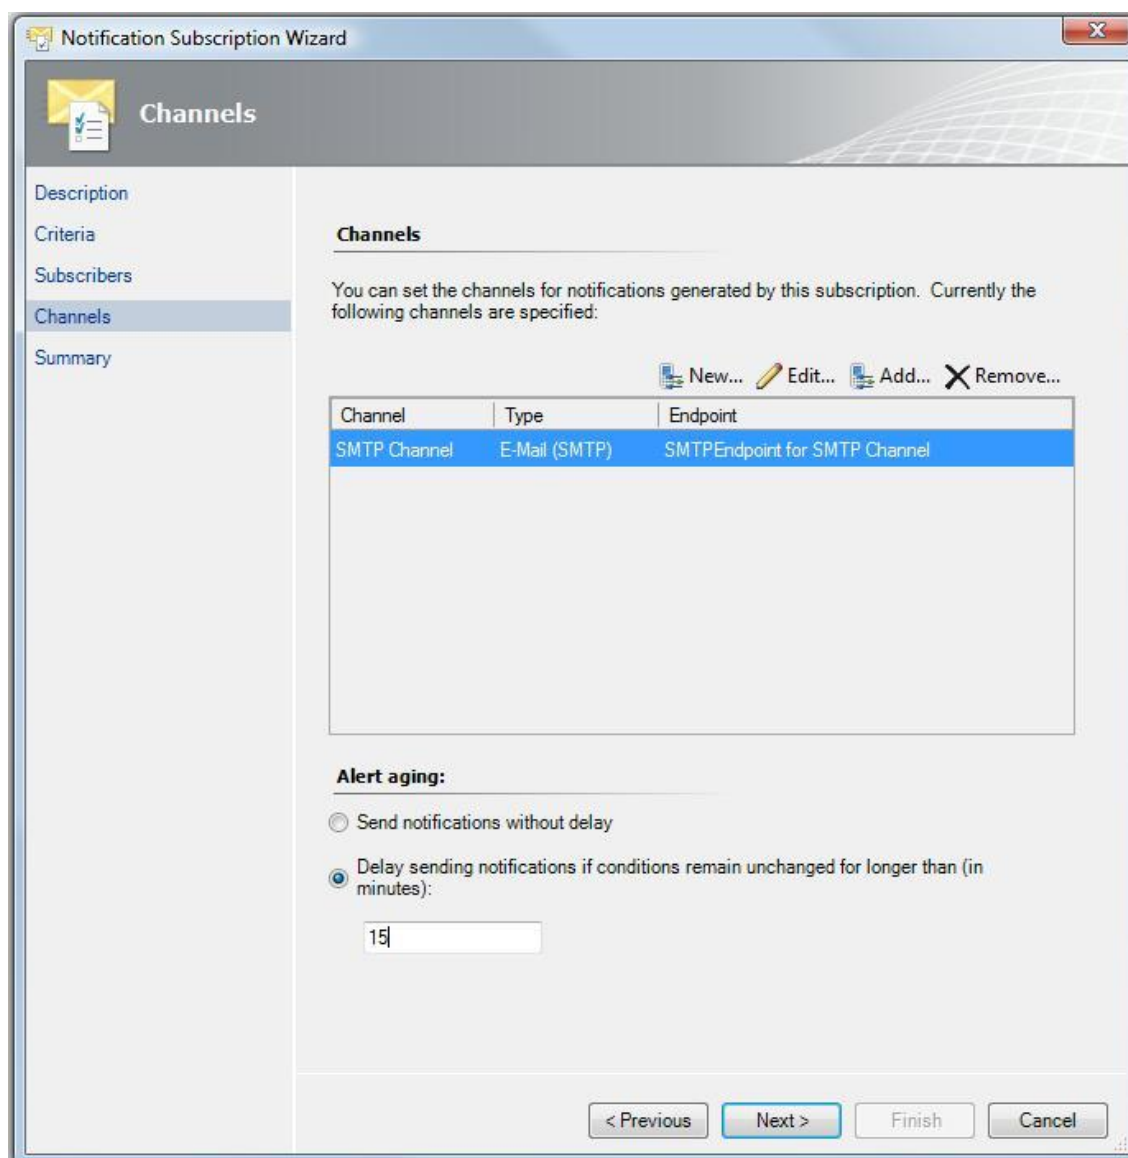 Notification Subscription Wizard
Channels
Description
Criteria
Subscribers
Channels
Summary
Channels
You can set the channels for notifications generated by this subscription. Currently the
following channels are specified:
New... Edit... Add... Remove...
Channel Type Endpoint
SMTP Channel E-Mail (SMTP) SMTPEndpoint for SMTP Channel
Alert aging:
Send notifications without delay
Delay sending notifications if conditions remain unchanged for longer than (in
minutes):
15
< Previous Next > Finish Cancel